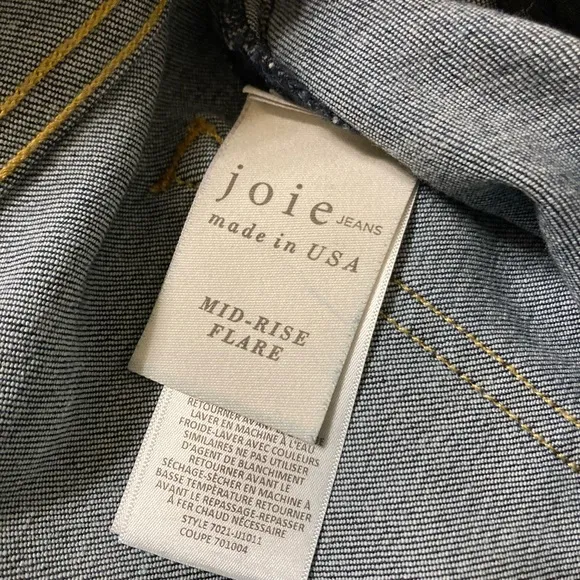 joie JEANS
made in USA
MID-RISE
FLARE
RETOURNER AVANT
LAVER EN MACHINE À L'EAU
FROIDE-LAVER AVEC COULEURS
SIMILAIRES NE PAS UTILISER
D'AGENT DE BLANCHIMENT
RETOURNER AVANT LE
SÉCHAGE-SÉCHER EN MACHINE À
BASSE TEMPÉRATURE RETOURNER
AVANT LE REPASSAGE-REPASSER
À FER CHAUD NÉCESSAIRE
STYLE 7021-JJ1011
COUPE 701004